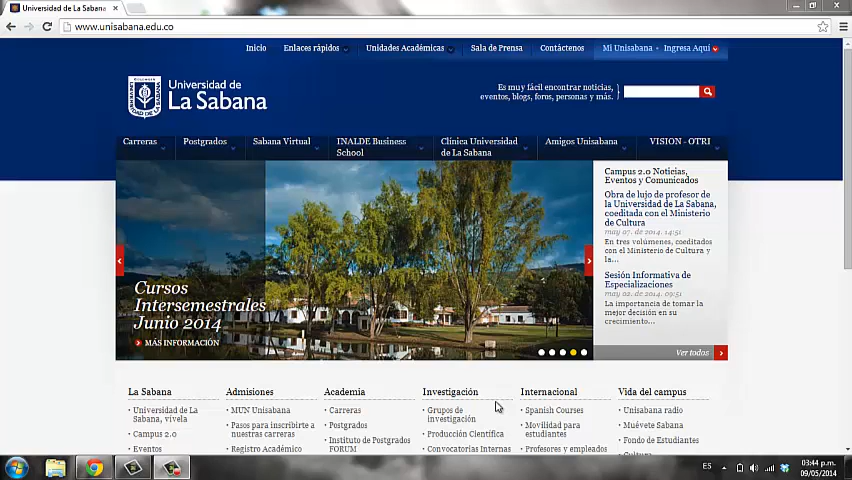 Universidad de La Sabana
www.unisabana.edu.co
Inicio
Enlaces rápidos
Unidades Académicas
Sala de Prensa
Contáctenos
Mi Unisabana - Ingresa Aquí
Universidad de
La Sabana
Es muy fácil encontrar noticias,
eventos, blogs, foros, personas y más.
Carreras
Postgrados
Sabana Virtual
INALDE Business
School
Clínica Universidad
de La Sabana
Amigos Unisabana
VISION - OTRI
Cursos
Intersemestrales
Junio 2014
MÁS INFORMACIÓN
Campus 2.0 Noticias,
Eventos y Comunicados
Obra de lujo de profesor de
la Universidad de La Sabana,
coeditada con el Ministerio
de Cultura
may 07. de 2014. 14:51
En tres volúmenes, coeditados
con el Ministerio de Cultura y
la...
Sesión Informativa de
Especializaciones
may 02. de 2014. 09:51
La importancia de tomar la
mejor decisión en su
crecimiento...
Ver todos
La Sabana
Universidad de La
Sabana, vívela
Campus 2.0
Eventos
Admisiones
MUN Unisabana
Pasos para inscribirte a
nuestras carreras
Registro Académico
Academia
Carreras
Postgrados
Instituto de Postgrados
FORUM
Investigación
Grupos de
investigación
Producción Científica
Convocatorias Internas
Internacional
Spanish Courses
Movilidad para
estudiantes
Profesores y empleados
Vida del campus
Unisabana radio
Muévete Sabana
Fondo de Estudiantes
Cultura
ES
03:44 p.m.
09/05/2014